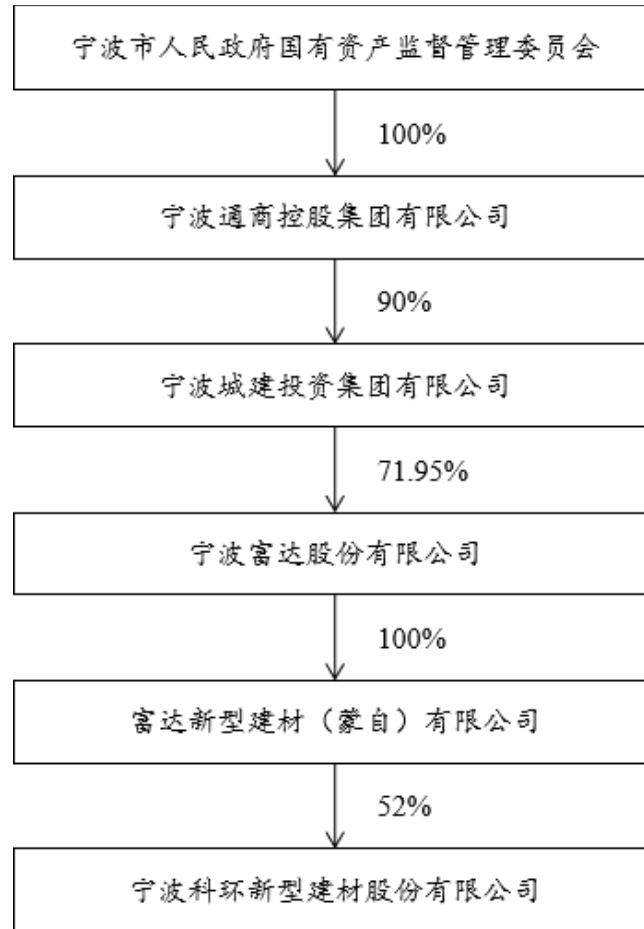 宁波市人民政府国有资产监督管理委员会
100%
宁波通商控股集团有限公司
90%
宁波城建投资集团有限公司
71.95%
宁波富达股份有限公司
100%
富达新型建材（蒙自）有限公司
52%
宁波科环新型建材股份有限公司